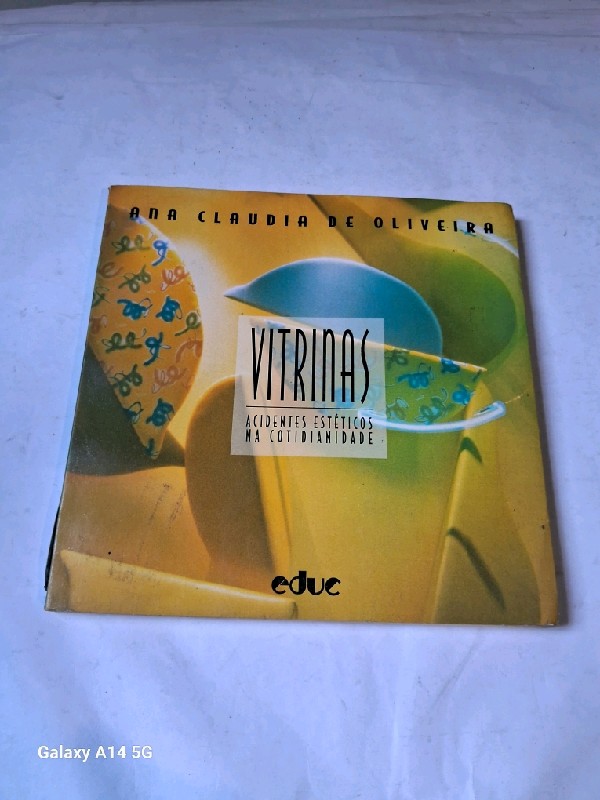 ANA CLAUDIA DE OLIVEIRA
VITRINAS
ACIDENTES ESTÉTICOS
NA COTIDIANIDADE
educ
Galaxy A14 5G